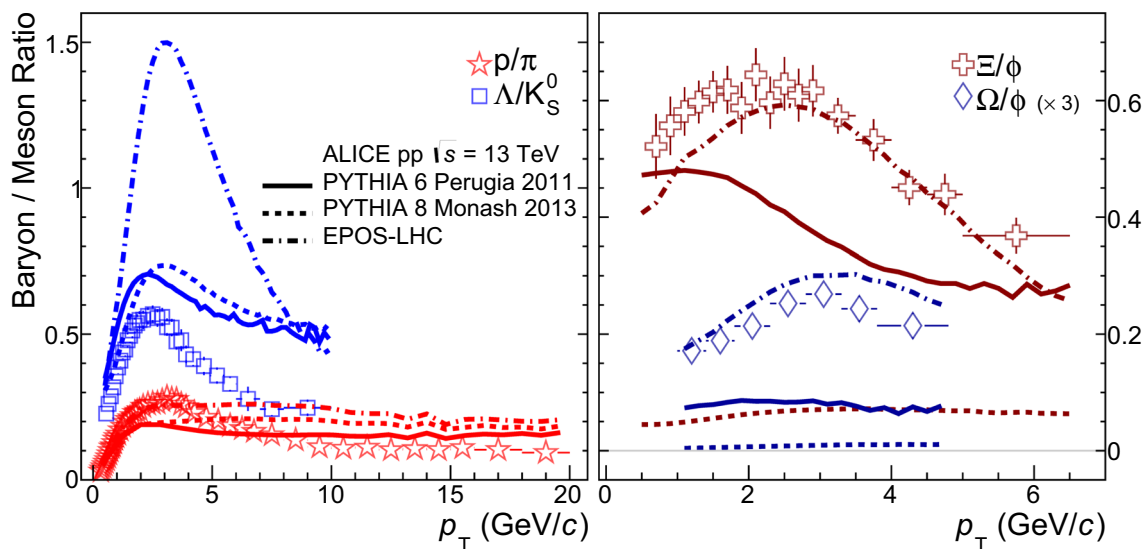 Baryon / Meson Ratio
1.5
1
0.5
0
p/π
Λ/K⁰S
ALICE pp √s = 13 TeV
PYTHIA 6 Perugia 2011
PYTHIA 8 Monash 2013
EPOS-LHC
0 5 10 15 20
pT (GeV/c)
Ξ/ϕ
Ω/ϕ (× 3)
0.6
0.4
0.2
0
0 2 4 6
pT (GeV/c)